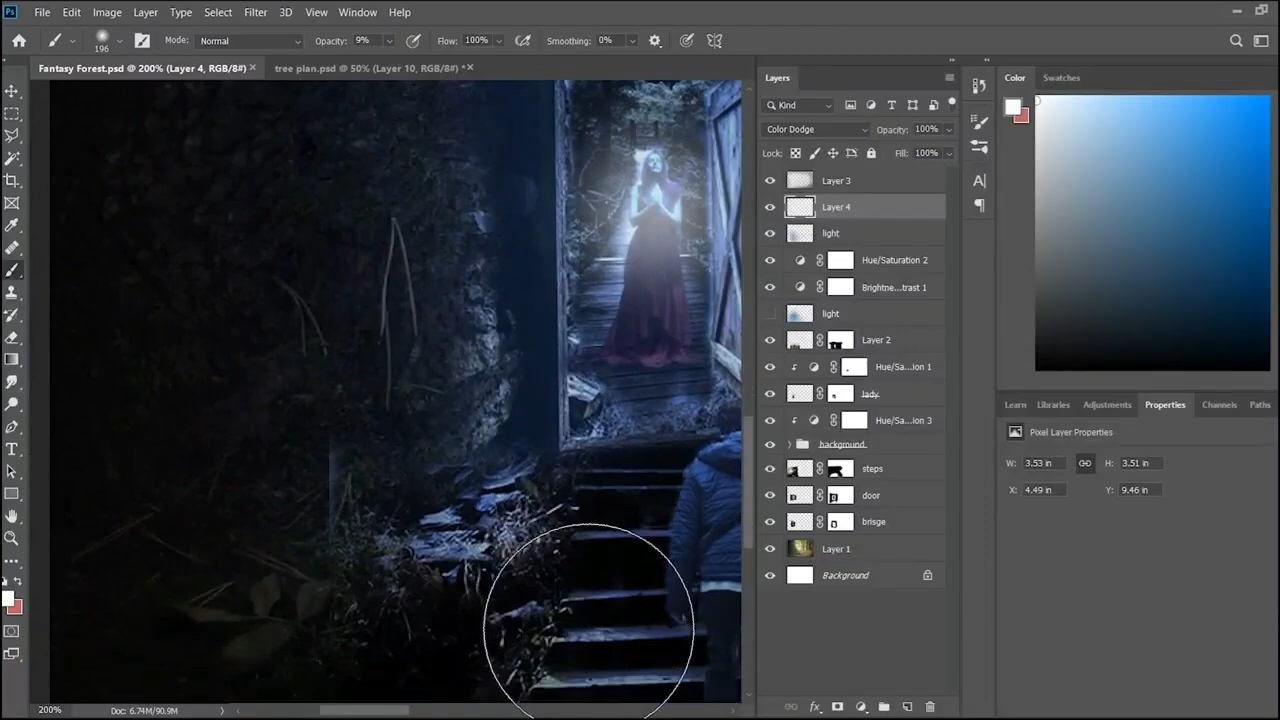 Ps File Edit Image Layer Type Select Filter 3D View Window Help
196 Mode: Normal Opacity: 9% Flow: 100% Smoothing: 0%
Fantasy Forest.psd @ 200% (Layer 4, RGB/8#) × tree pian.psd @ 50% (Layer 10, RGB/8#) * ×
Layers
Kind
Color Dodge Opacity: 100%
Lock: Fill: 100%
Layer 3
Layer 4
light
Hue/Saturation 2
Brightne...trast 1
light
Layer 2
Hue/Sa...ion 1
lady
Hue/Sa...ion 3
background
steps
door
brisge
Layer 1
Background
Color Swatches
Learn Libraries Adjustments Properties Channels Paths
Pixel Layer Properties
W: 3.53 in H: 3.51 in
X: 4.49 in Y: 9.46 in
200% Doc: 6.74M/90.9M